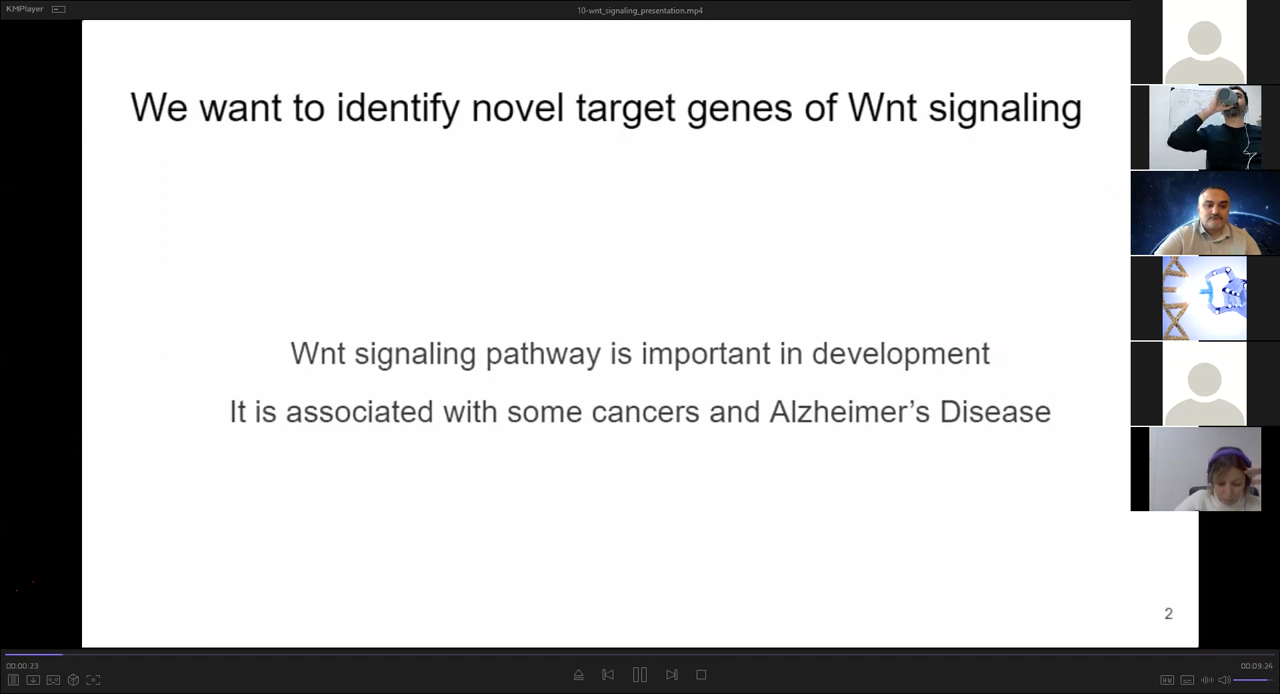 KMPlayer
10-wnt_signaling_presentation.mp4
We want to identify novel target genes of Wnt signaling
Wnt signaling pathway is important in development
It is associated with some cancers and Alzheimer’s Disease
2
00:00:23
00:09:24